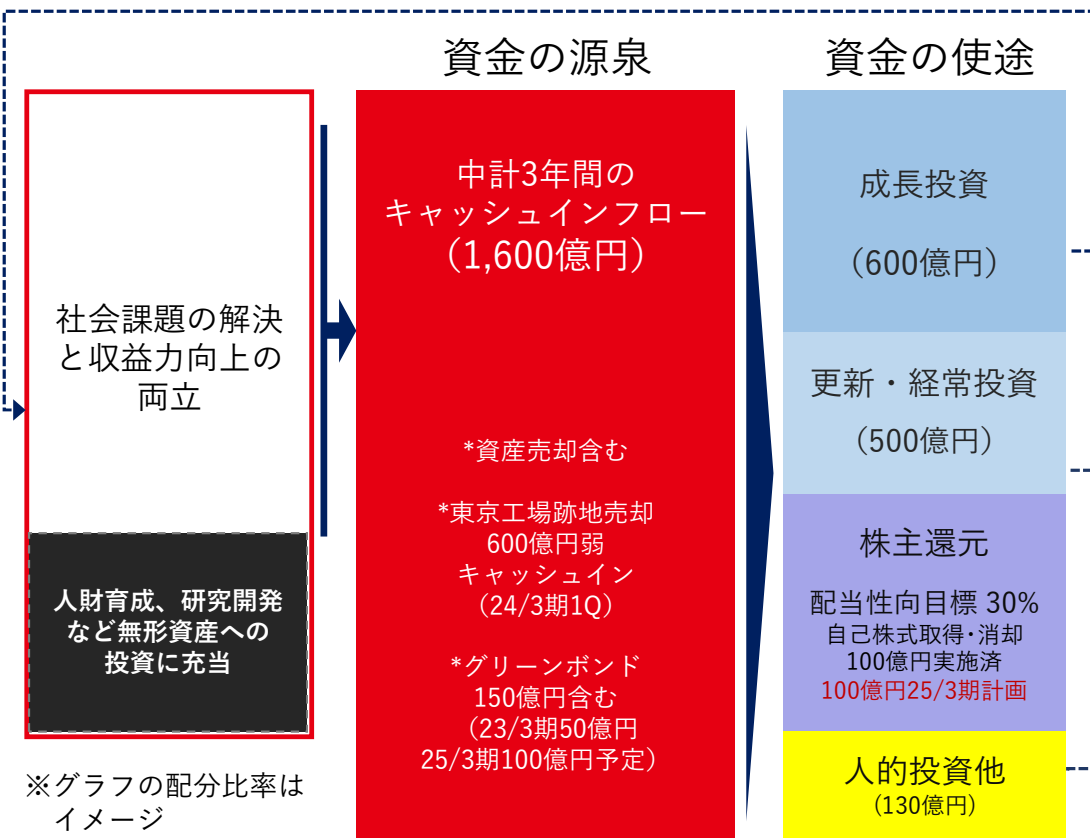 資金の源泉
資金の使途
社会課題の解決
と収益力向上の
両立
人財育成、研究開発
など無形資産への
投資に充当
※グラフの配分比率は
イメージ
中計3年間の
キャッシュインフロー
(1,600億円)
*資産売却含む
*東京工場跡地売却
600億円弱
キャッシュイン
(24/3期1Q)
*グリーンボンド
150億円含む
(23/3期50億円
25/3期100億円予定)
成長投資
(600億円)
更新・経常投資
(500億円)
株主還元
配当性向目標 30%
自己株式取得・消却
100億円実施済
100億円25/3期計画
人的投資他
(130億円)